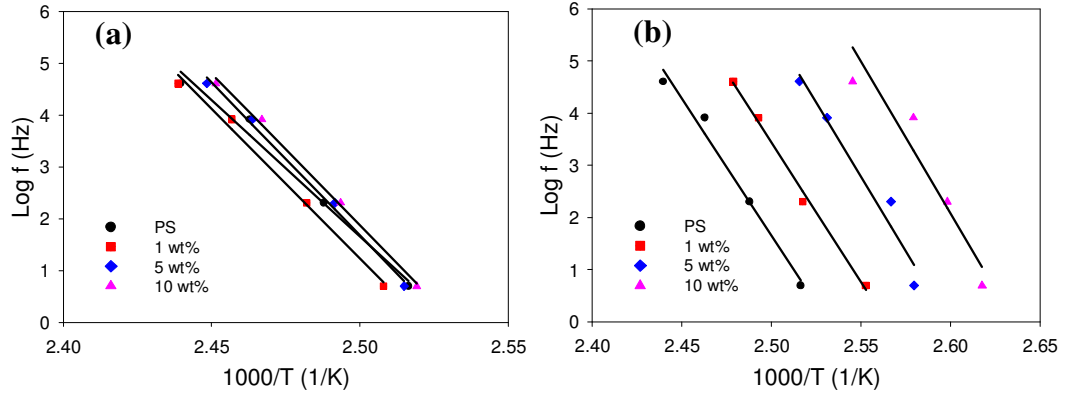 (a)
6
5
4
3
2
1
0
Log f (Hz)
PS
1 wt%
5 wt%
10 wt%
2.40 2.45 2.50 2.55
1000/T (1/K)
(b)
6
5
4
3
2
1
0
Log f (Hz)
PS
1 wt%
5 wt%
10 wt%
2.40 2.45 2.50 2.55 2.60 2.65
1000/T (1/K)